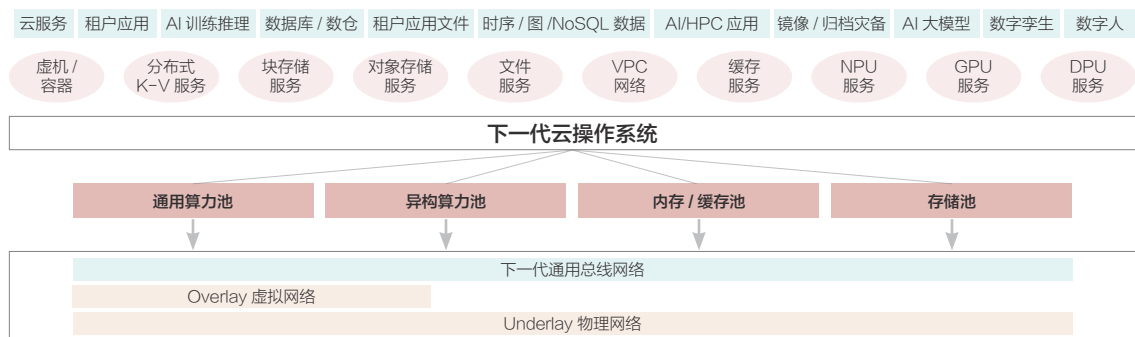 云服务 租户应用 AI 训练推理 数据库 / 数仓 租户应用文件 时序 / 图 /NoSQL 数据 AI/HPC 应用 镜像 / 归档灾备 AI 大模型 数字孪生 数字人
虚机 /
容器
分布式
K-V 服务
块存储
服务
对象存储
服务
文件
服务
VPC
网络
缓存
服务
NPU
服务
GPU
服务
DPU
服务
下一代云操作系统
通用算力池 异构算力池 内存 / 缓存池 存储池
下一代通用总线网络
Overlay 虚拟网络
Underlay 物理网络